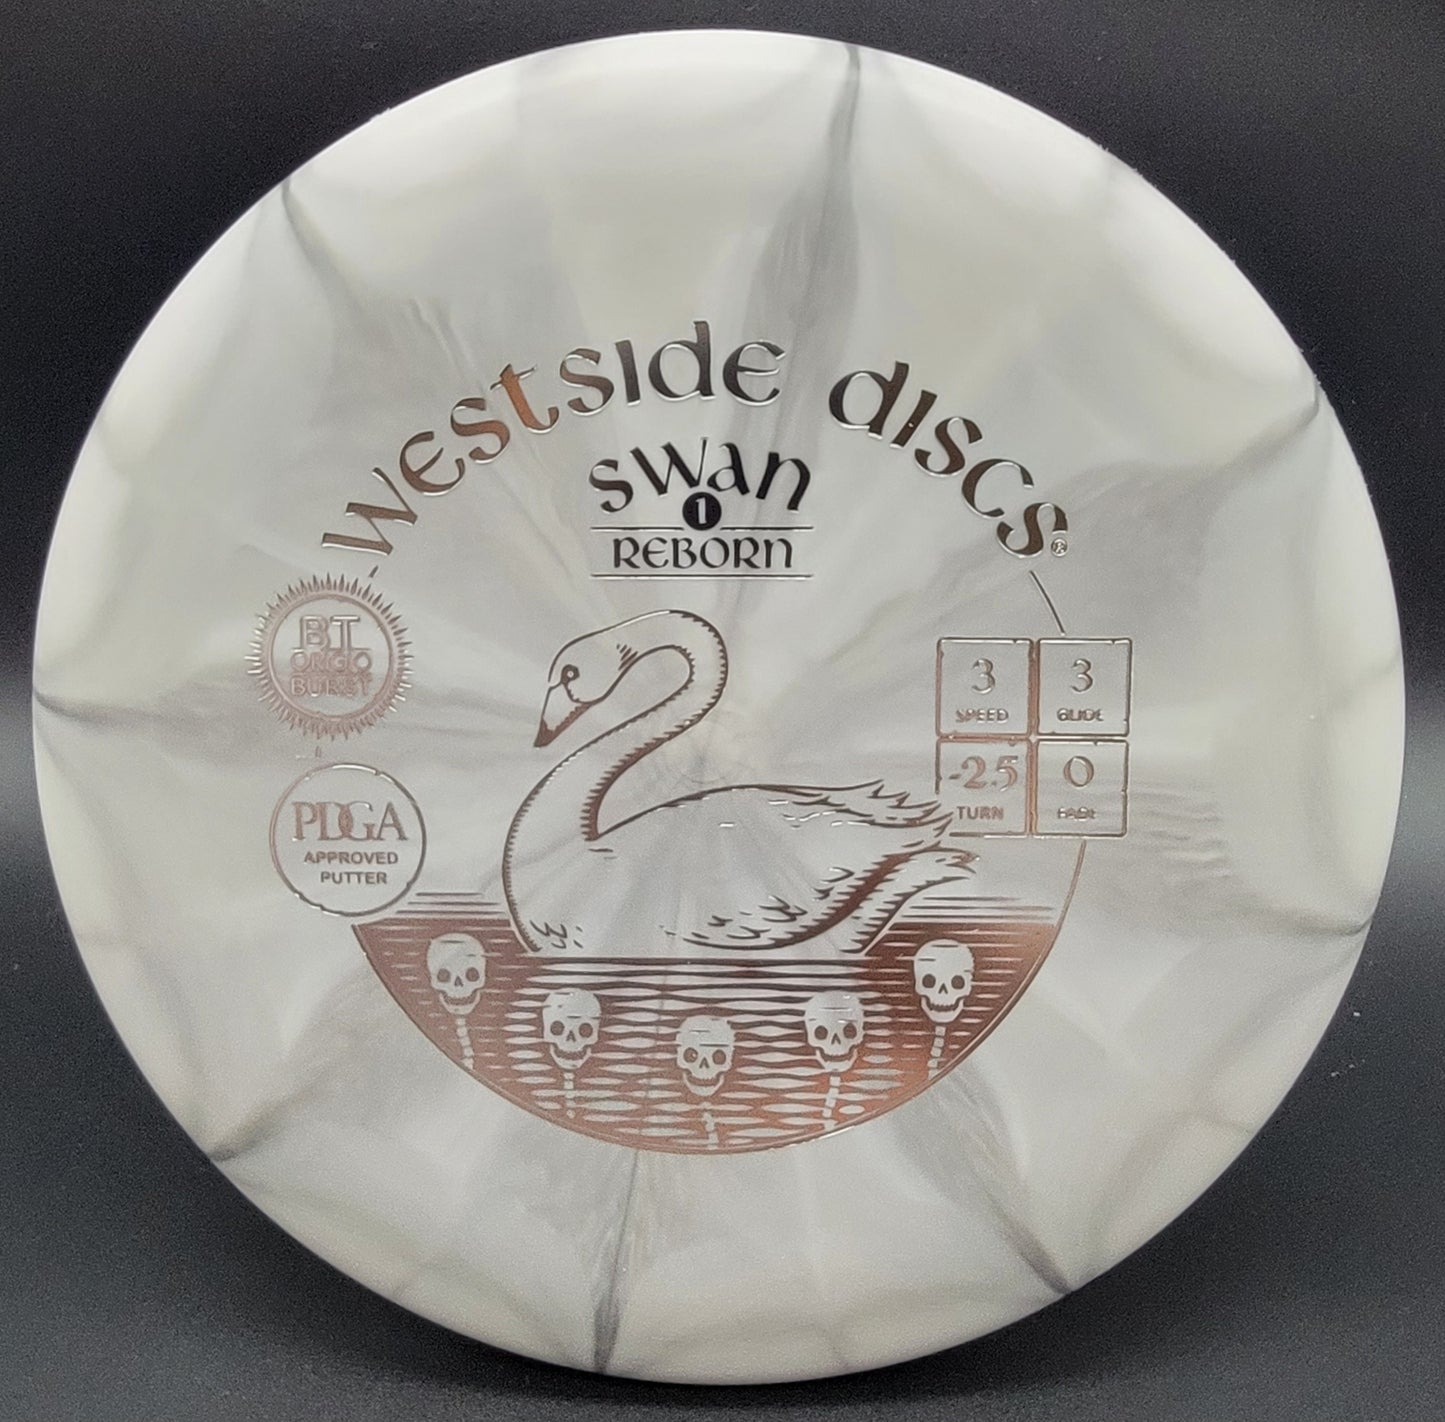 westside discs®
swan
1
REBORN
BT
ORIGIO
BURST
PDGA
APPROVED
PUTTER
3
SPEED
3
GLIDE
-2.5
TURN
0
FADE